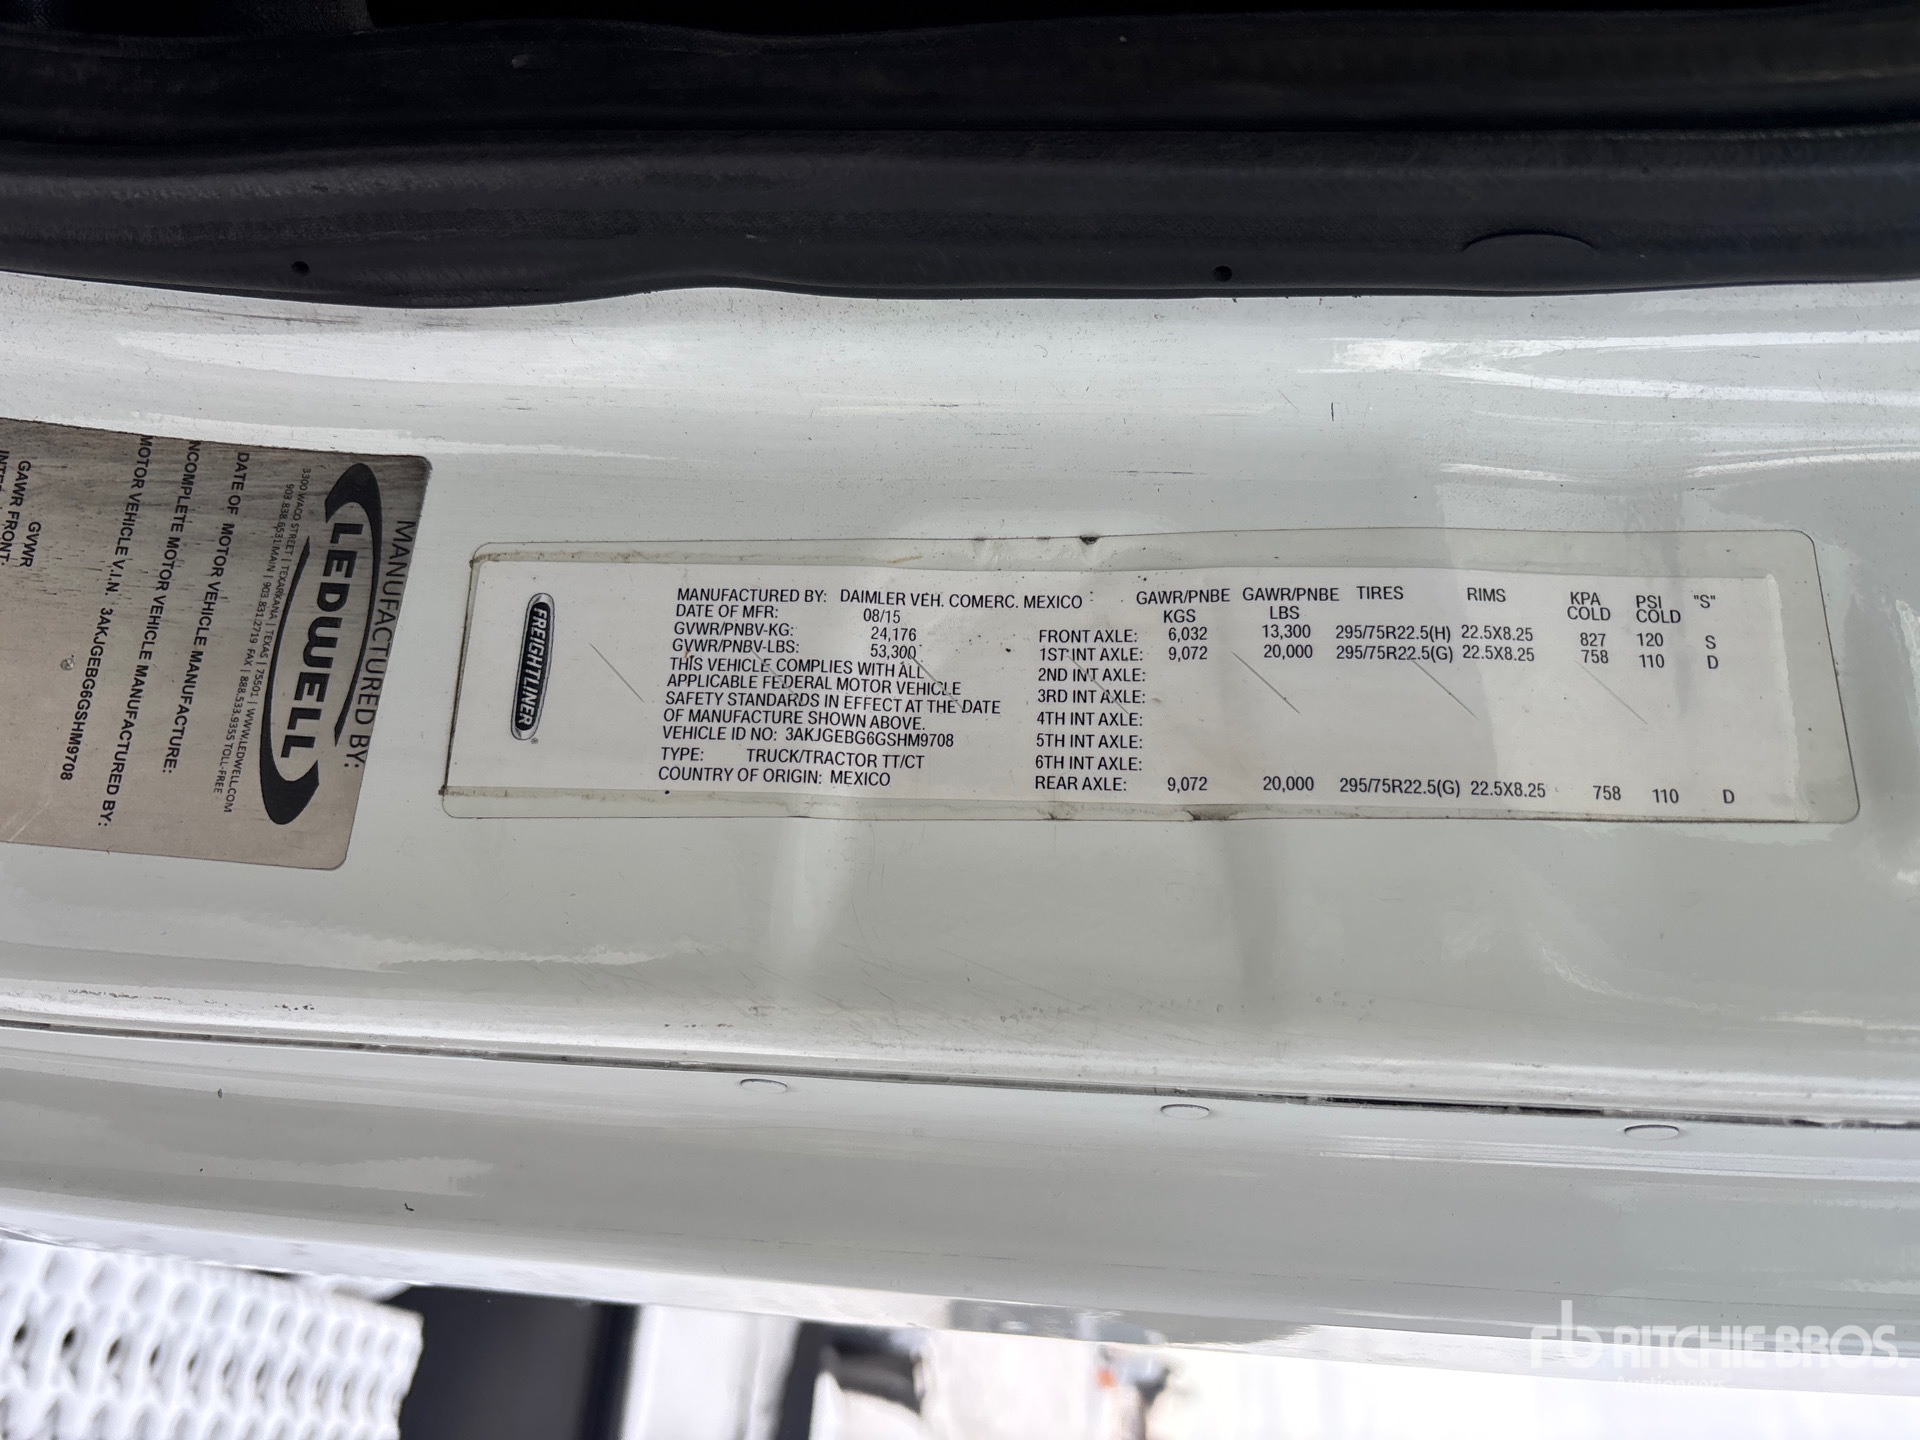 MANUFACTURED BY:
LEDWELL
3300 WACO STREET | TEXARKANA | TEXAS | 75501 | WWW.LEDWELL.COM
903.838.6531 MAIN | 903.831.2719 FAX | 888.533.9355 TOLL-FREE
DATE OF MOTOR VEHICLE MANUFACTURE:
NCOMPLETE MOTOR VEHICLE MANUFACTURE:
MOTOR VEHICLE MANUFACTURED BY:
MOTOR VEHICLE V.I.N. 3AKJGEBG6GSHM9708
GVWR
GAWR FRONT:
FREIGHTLINER
MANUFACTURED BY: DAIMLER VEH. COMERC. MEXICO
DATE OF MFR: 08/15
GVWR/PNBV-KG: 24,176
GVWR/PNBV-LBS: 53,300
THIS VEHICLE COMPLIES WITH ALL
APPLICABLE FEDERAL MOTOR VEHICLE
SAFETY STANDARDS IN EFFECT AT THE DATE
OF MANUFACTURE SHOWN ABOVE.
VEHICLE ID NO: 3AKJGEBG6GSHM9708
TYPE: TRUCK/TRACTOR TT/CT
COUNTRY OF ORIGIN: MEXICO
GAWR/PNBE GAWR/PNBE TIRES RIMS KPA PSI "S"
KGS LBS COLD COLD
FRONT AXLE: 6,032 13,300 295/75R22.5(H) 22.5X8.25 827 120 S
1ST INT AXLE: 9,072 20,000 295/75R22.5(G) 22.5X8.25 758 110 D
2ND INT AXLE:
3RD INT AXLE:
4TH INT AXLE:
5TH INT AXLE:
6TH INT AXLE:
REAR AXLE: 9,072 20,000 295/75R22.5(G) 22.5X8.25 758 110 D
rb RITCHIE BROS.
Auctioneers